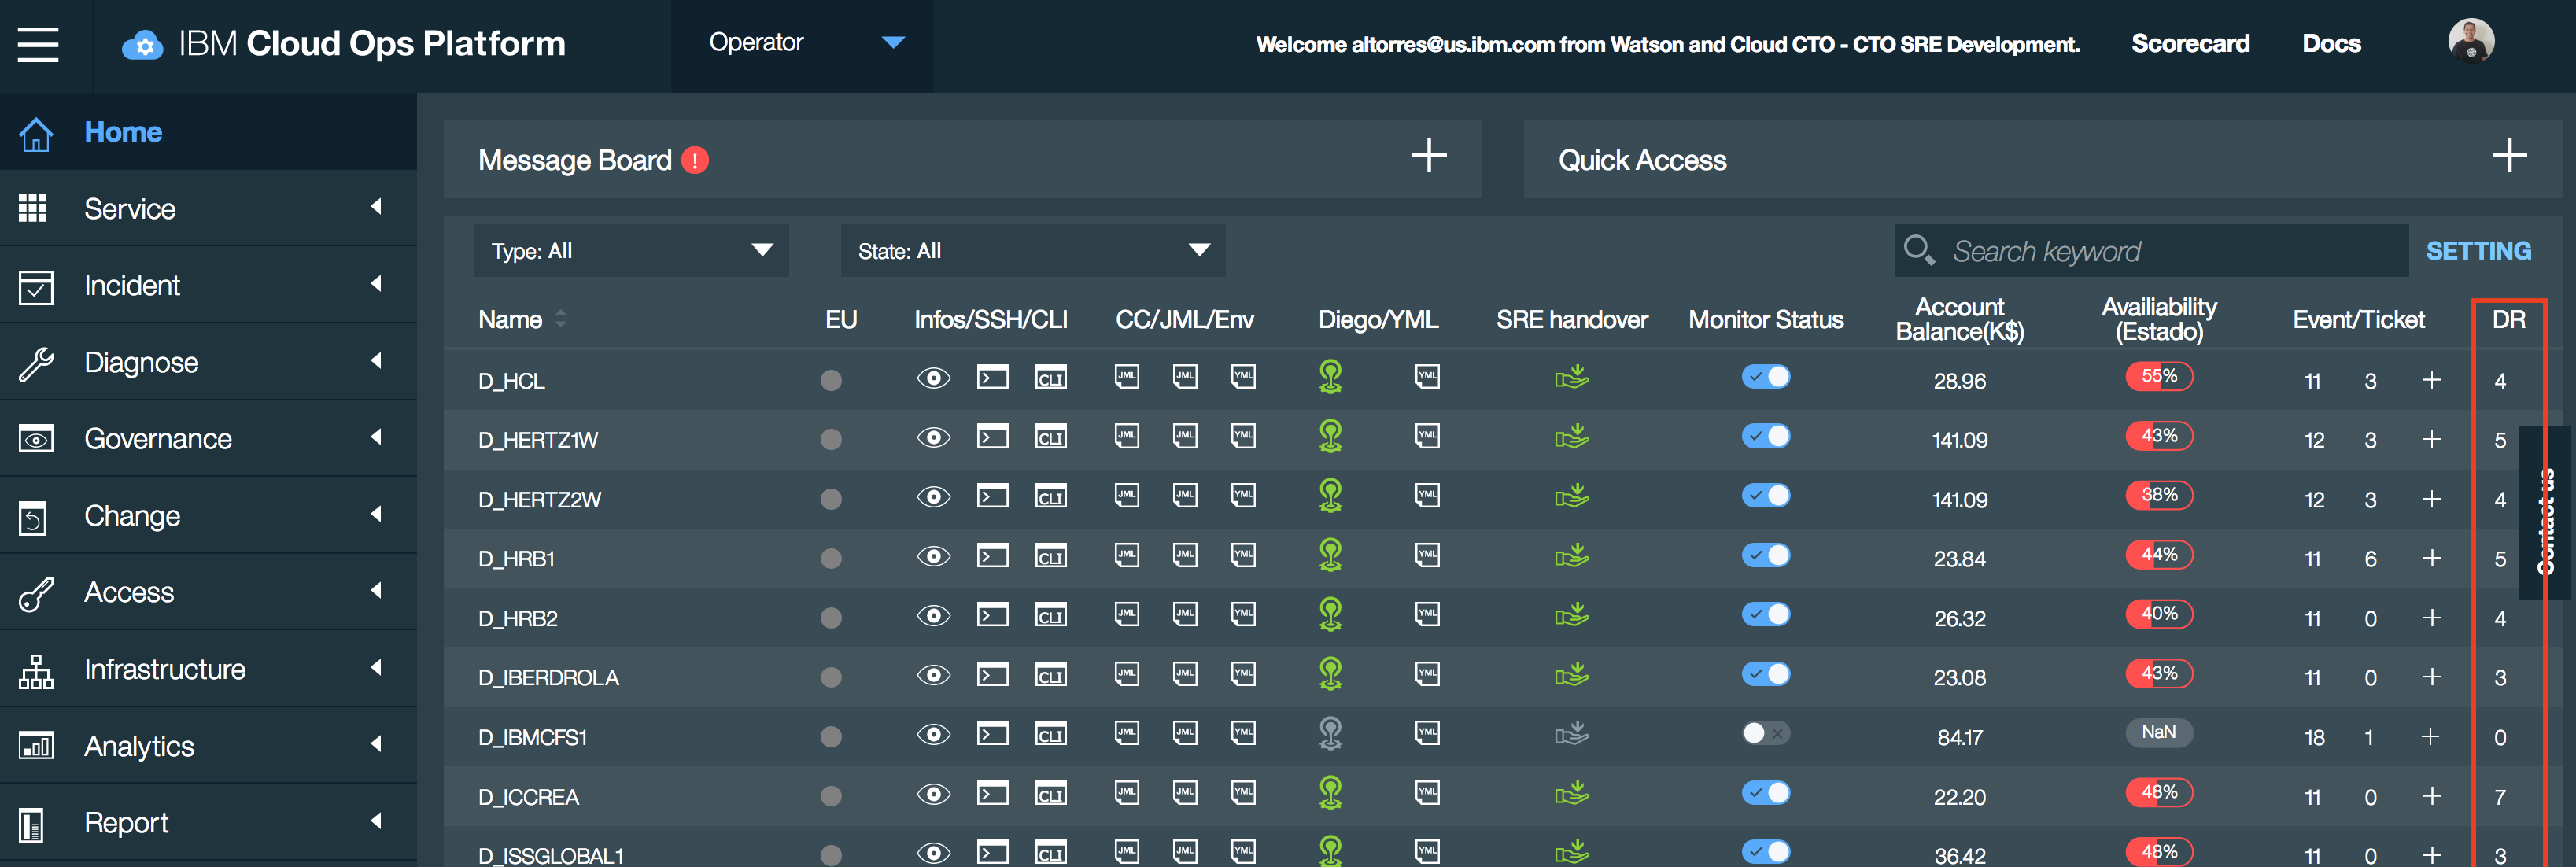 IBM Cloud Ops Platform
Operator
Welcome altorres@us.ibm.com from Watson and Cloud CTO - CTO SRE Development.
Scorecard
Docs
Home
Service
Incident
Diagnose
Governance
Change
Access
Infrastructure
Analytics
Report
Message Board !
Quick Access
Type: All
State: All
Search keyword
SETTING
Name EU Infos/SSH/CLI CC/JML/Env Diego/YML SRE handover Monitor Status Account Balance(K$) Availiability (Estado) Event/Ticket DR
D_HCL CLI JML JML YML YML 28.96 55% 11 3 + 4
D_HERTZ1W CLI JML JML YML YML 141.09 43% 12 3 + 5
D_HERTZ2W CLI JML JML YML YML 141.09 38% 12 3 + 4
D_HRB1 CLI JML JML YML YML 23.84 44% 11 6 + 5
D_HRB2 CLI JML JML YML YML 26.32 40% 11 0 + 4
D_IBERDROLA CLI JML JML YML YML 23.08 43% 11 0 + 3
D_IBMCFS1 CLI JML JML YML YML 84.17 NaN 18 1 + 0
D_ICCREA CLI JML JML YML YML 22.20 48% 11 0 + 7
D_ISSGLOBAL1 CLI JML JML YML YML 36.42 48% 11 0 + 3
Contact us